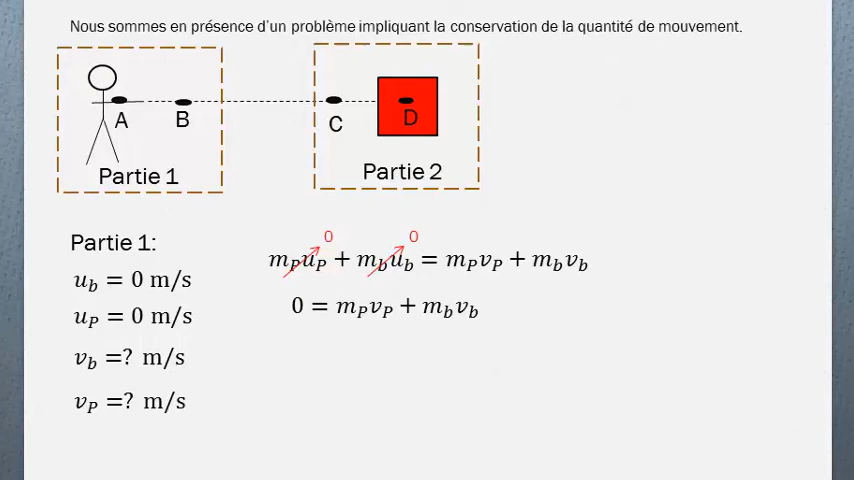 Nous sommes en présence d'un problème impliquant la conservation de la quantité de mouvement.
A B C D
Partie 1
Partie 2
Partie 1:
0 0
m_P u_P + m_b u_b = m_P v_P + m_b v_b
u_b = 0 m/s
0 = m_P v_P + m_b v_b
u_P = 0 m/s
v_b =? m/s
v_P =? m/s